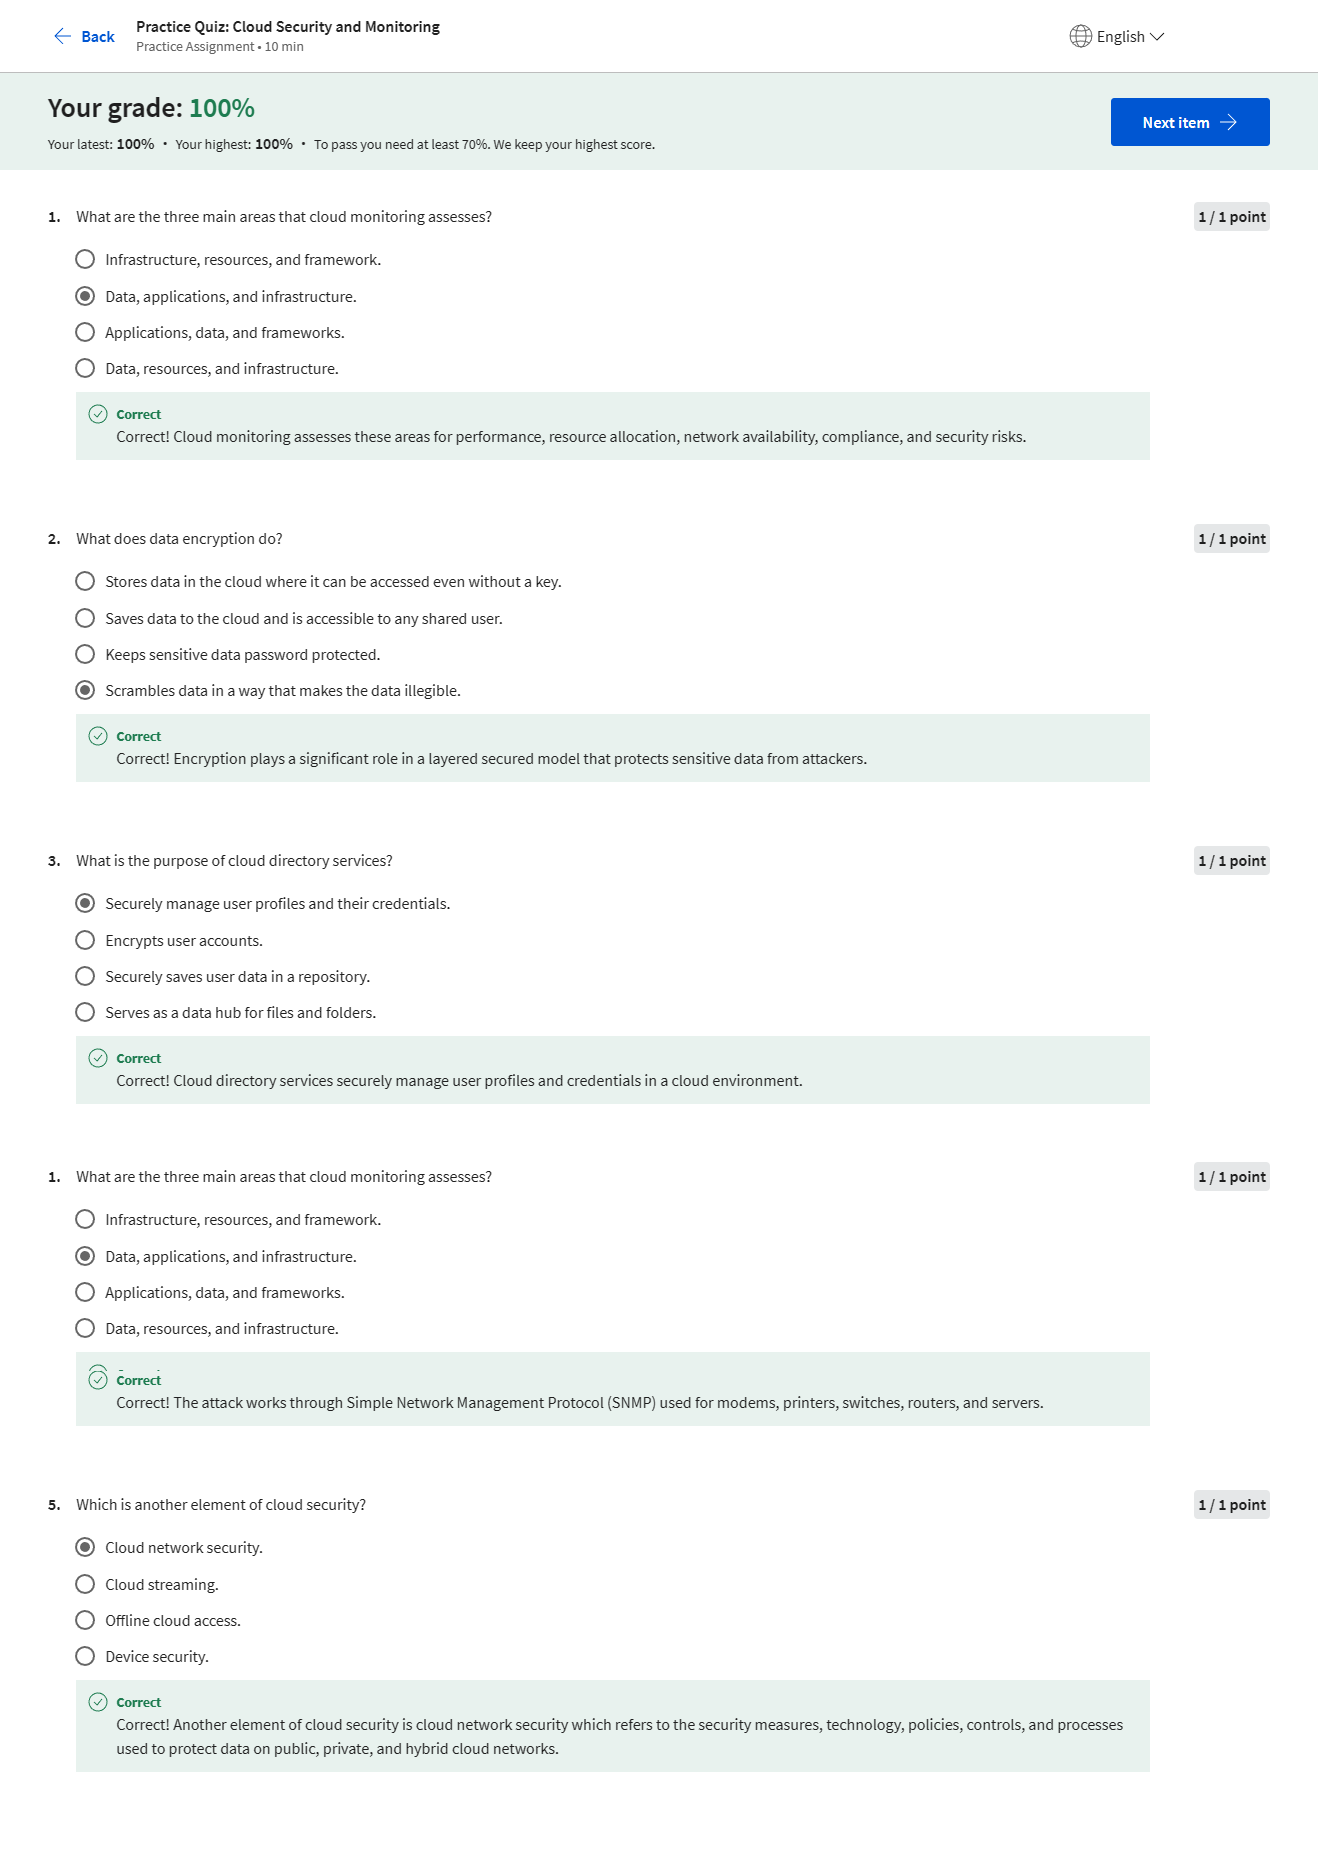 Back
Practice Quiz: Cloud Security and Monitoring
Practice Assignment • 10 min
English
Your grade: 100%
Your latest: 100% • Your highest: 100% • To pass you need at least 70%. We keep your highest score.
Next item
1. What are the three main areas that cloud monitoring assesses?
1 / 1 point
Infrastructure, resources, and framework.
Data, applications, and infrastructure.
Applications, data, and frameworks.
Data, resources, and infrastructure.
Correct
Correct! Cloud monitoring assesses these areas for performance, resource allocation, network availability, compliance, and security risks.
2. What does data encryption do?
1 / 1 point
Stores data in the cloud where it can be accessed even without a key.
Saves data to the cloud and is accessible to any shared user.
Keeps sensitive data password protected.
Scrambles data in a way that makes the data illegible.
Correct
Correct! Encryption plays a significant role in a layered secured model that protects sensitive data from attackers.
3. What is the purpose of cloud directory services?
1 / 1 point
Securely manage user profiles and their credentials.
Encrypts user accounts.
Securely saves user data in a repository.
Serves as a data hub for files and folders.
Correct
Correct! Cloud directory services securely manage user profiles and credentials in a cloud environment.
1. What are the three main areas that cloud monitoring assesses?
1 / 1 point
Infrastructure, resources, and framework.
Data, applications, and infrastructure.
Applications, data, and frameworks.
Data, resources, and infrastructure.
Correct
Correct! The attack works through Simple Network Management Protocol (SNMP) used for modems, printers, switches, routers, and servers.
5. Which is another element of cloud security?
1 / 1 point
Cloud network security.
Cloud streaming.
Offline cloud access.
Device security.
Correct
Correct! Another element of cloud security is cloud network security which refers to the security measures, technology, policies, controls, and processes
used to protect data on public, private, and hybrid cloud networks.